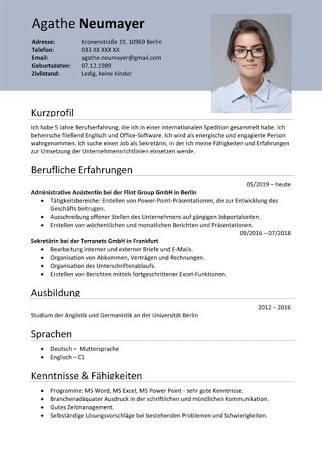 Agathe Neumayer
Adresse: Kronenstraße 19, 10969 Berlin
Telefon: 033 XX XXX XX
Email: agathe.neumayer@gmail.com
Geburtsdaten: 07.12.1989
Zivilstand: Ledig, keine Kinder
Kurzprofil
Ich habe 5 Jahre Berufserfahrung, die ich in einer internationalen Spedition gesammelt habe. Ich
beherrsche fließend Englisch und Office-Software. Ich würde mich als engagierte und wissbegierig Person
wahrgenommen. Ich suche einen Job als Sekretärin, in der ich meine Fähigkeiten und Erfahrungen
zur Umsetzung der Unternehmensrichtlinien einsetzen werde.
Berufliche Erfahrungen
05/2019 – heute
Administrative Assistentin bei der Flint Group GmbH in Berlin
• Tätigkeitsbereiche: Erstellen von Power-Point-Präsentationen, die zur Entwicklung des
Geschäfts beitrugen.
• Ausschreibung offener Stellen des Unternehmens auf gängigen Jobportalseiten.
• Erstellen von wöchentlichen und monatlichen Berichten und Präsentationen.
09/2016 – 07/2018
Sekretärin bei der Terranets GmbH in Frankfurt
• Bearbeitung interner und externer Briefe und E-Mails.
• Organisation von Abkommen, Verträgen und Rechnungen.
• Organisation des Unterschriftenablaufs.
• Erstellen von Berichten mittels fortgeschrittener Excel-Funktionen.
Ausbildung
2012 – 2016
Studium der Anglistik und Germanistik an der Universität Berlin
Sprachen
• Deutsch – Muttersprache
• Englisch – C1
Kenntnisse & Fähigkeiten
• Programme: MS Word, MS Excel, MS Power Point - sehr gute Kenntnisse.
• Branchenadäquater Ausdruck in der schriftlichen und mündlichen Kommunikation.
• Gutes Zeitmanagement.
• Selbständige Lösungsvorschläge bei bestehenden Problemen und Schwierigkeiten.